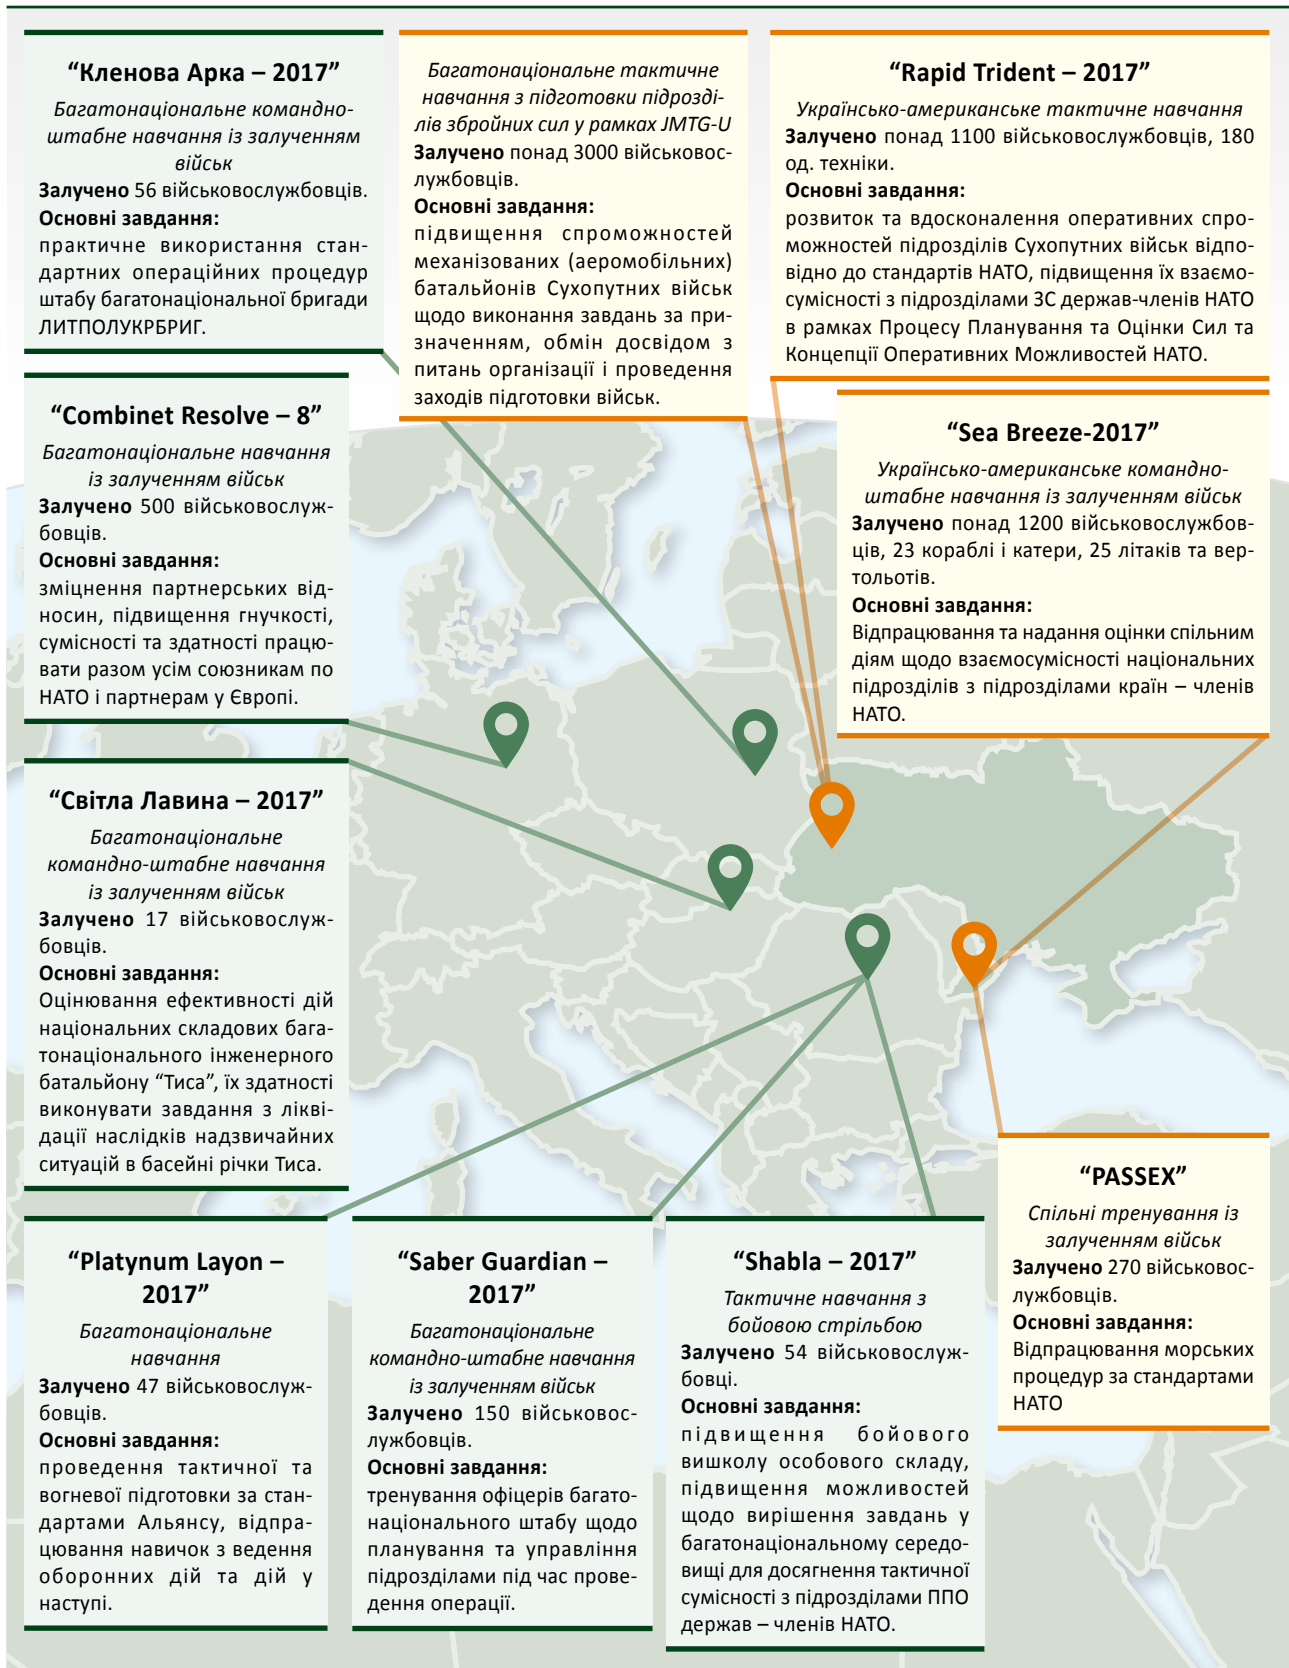 “Кленова Арка – 2017”
Багатонаціональне командно-
штабне навчання із залученням
військ
Залучено 56 військовослужбовців.
Основні завдання:
практичне використання стан-
дартних операційних процедур
штабу багатонаціональної бригади
ЛИТПОЛУКРБРИГ.
Багатонаціональне тактичне
навчання з підготовки підрозді-
лів збройних сил у рамках JMTG-U
Залучено понад 3000 військовос-
лужбовців.
Основні завдання:
підвищення спроможностей
механізованих (аеромобільних)
батальйонів Сухопутних військ
щодо виконання завдань за при-
значенням, обмін досвідом з
питань організації і проведення
заходів підготовки військ.
“Rapid Trident – 2017”
Українсько-американське тактичне навчання
Залучено понад 1100 військовослужбовців, 180
од. техніки.
Основні завдання:
розвиток та вдосконалення оперативних спро-
можностей підрозділів Сухопутних військ відпо-
відно до стандартів НАТО, підвищення їх взаємо-
сумісності з підрозділами ЗС держав-членів НАТО
в рамках Процесу Планування та Оцінки Сил та
Концепції Оперативних Можливостей НАТО.
“Combinet Resolve – 8”
Багатонаціональне навчання
із залученням військ
Залучено 500 військовослуж-
бовців.
Основні завдання:
зміцнення партнерських від-
носин, підвищення гнучкості,
сумісності та здатності працю-
вати разом усім союзникам по
НАТО і партнерам у Європі.
“Sea Breeze-2017”
Українсько-американське командно-
штабне навчання із залученням військ
Залучено понад 1200 військовослужбов-
ців, 23 кораблі і катери, 25 літаків та вер-
тольотів.
Основні завдання:
Відпрацювання та надання оцінки спільним
діям щодо взаємосумісності національних
підрозділів з підрозділами країн – членів
НАТО.
“Світла Лавина – 2017”
Багатонаціональне
командно-штабне навчання
із залученням військ
Залучено 17 військовослуж-
бовців.
Основні завдання:
Оцінювання ефективності дій
національних складових бага-
тонаціонального інженерного
батальйону “Тиса”, їх здатності
виконувати завдання з лікві-
дації наслідків надзвичайних
ситуацій в басейні річки Тиса.
“Platynum Layon –
2017”
Багатонаціональне
навчання
Залучено 47 військовослуж-
бовців.
Основні завдання:
проведення тактичної та
вогневої підготовки за стан-
дартами Альянсу, відпра-
цювання навичок з ведення
оборонних дій та дій у
наступі.
“Saber Guardian –
2017”
Багатонаціональне
командно-штабне навчання
із залученням військ
Залучено 150 військовос-
лужбовців.
Основні завдання:
тренування офіцерів багато-
національного штабу щодо
планування та управління
підрозділами під час прове-
дення операції.
“Shabla – 2017”
Тактичне навчання з
бойовою стрільбою
Залучено 54 військовослуж-
бовці.
Основні завдання:
підвищення бойового
вишколу особового складу,
підвищення можливостей
щодо вирішення завдань у
багатонаціональному середо-
вищі для досягнення тактичної
сумісності з підрозділами ППО
держав – членів НАТО.
“PASSEX”
Спільні тренування із
залученням військ
Залучено 270 військовос-
лужбовців.
Основні завдання:
Відпрацювання морських
процедур за стандартами
НАТО